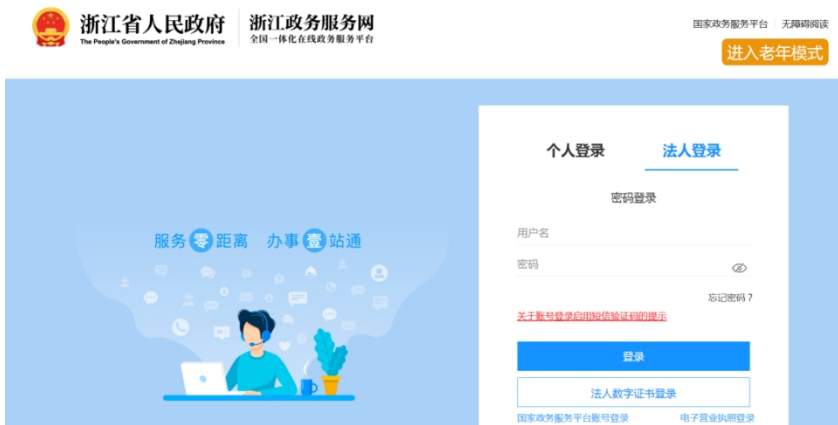 浙江省人民政府
The People's Government of Zhejiang Province
浙江政务服务网
全国一体化在线政务服务平台
国家政务服务平台 无障碍阅读
进入老年模式
个人登录 法人登录
密码登录
用户名
密码
忘记密码？
关于账号登录启用短信验证码的提示
登录
法人数字证书登录
国家政务服务平台账号登录 电子营业执照登录
服务零距离 办事壹站通